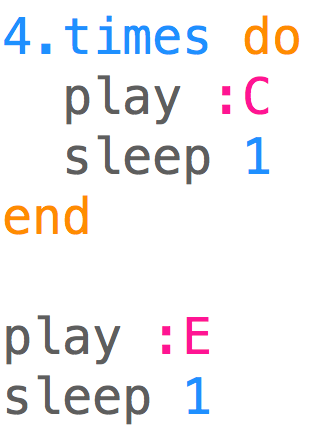 4.times do
  play :C
  sleep 1
end

play :E
sleep 1